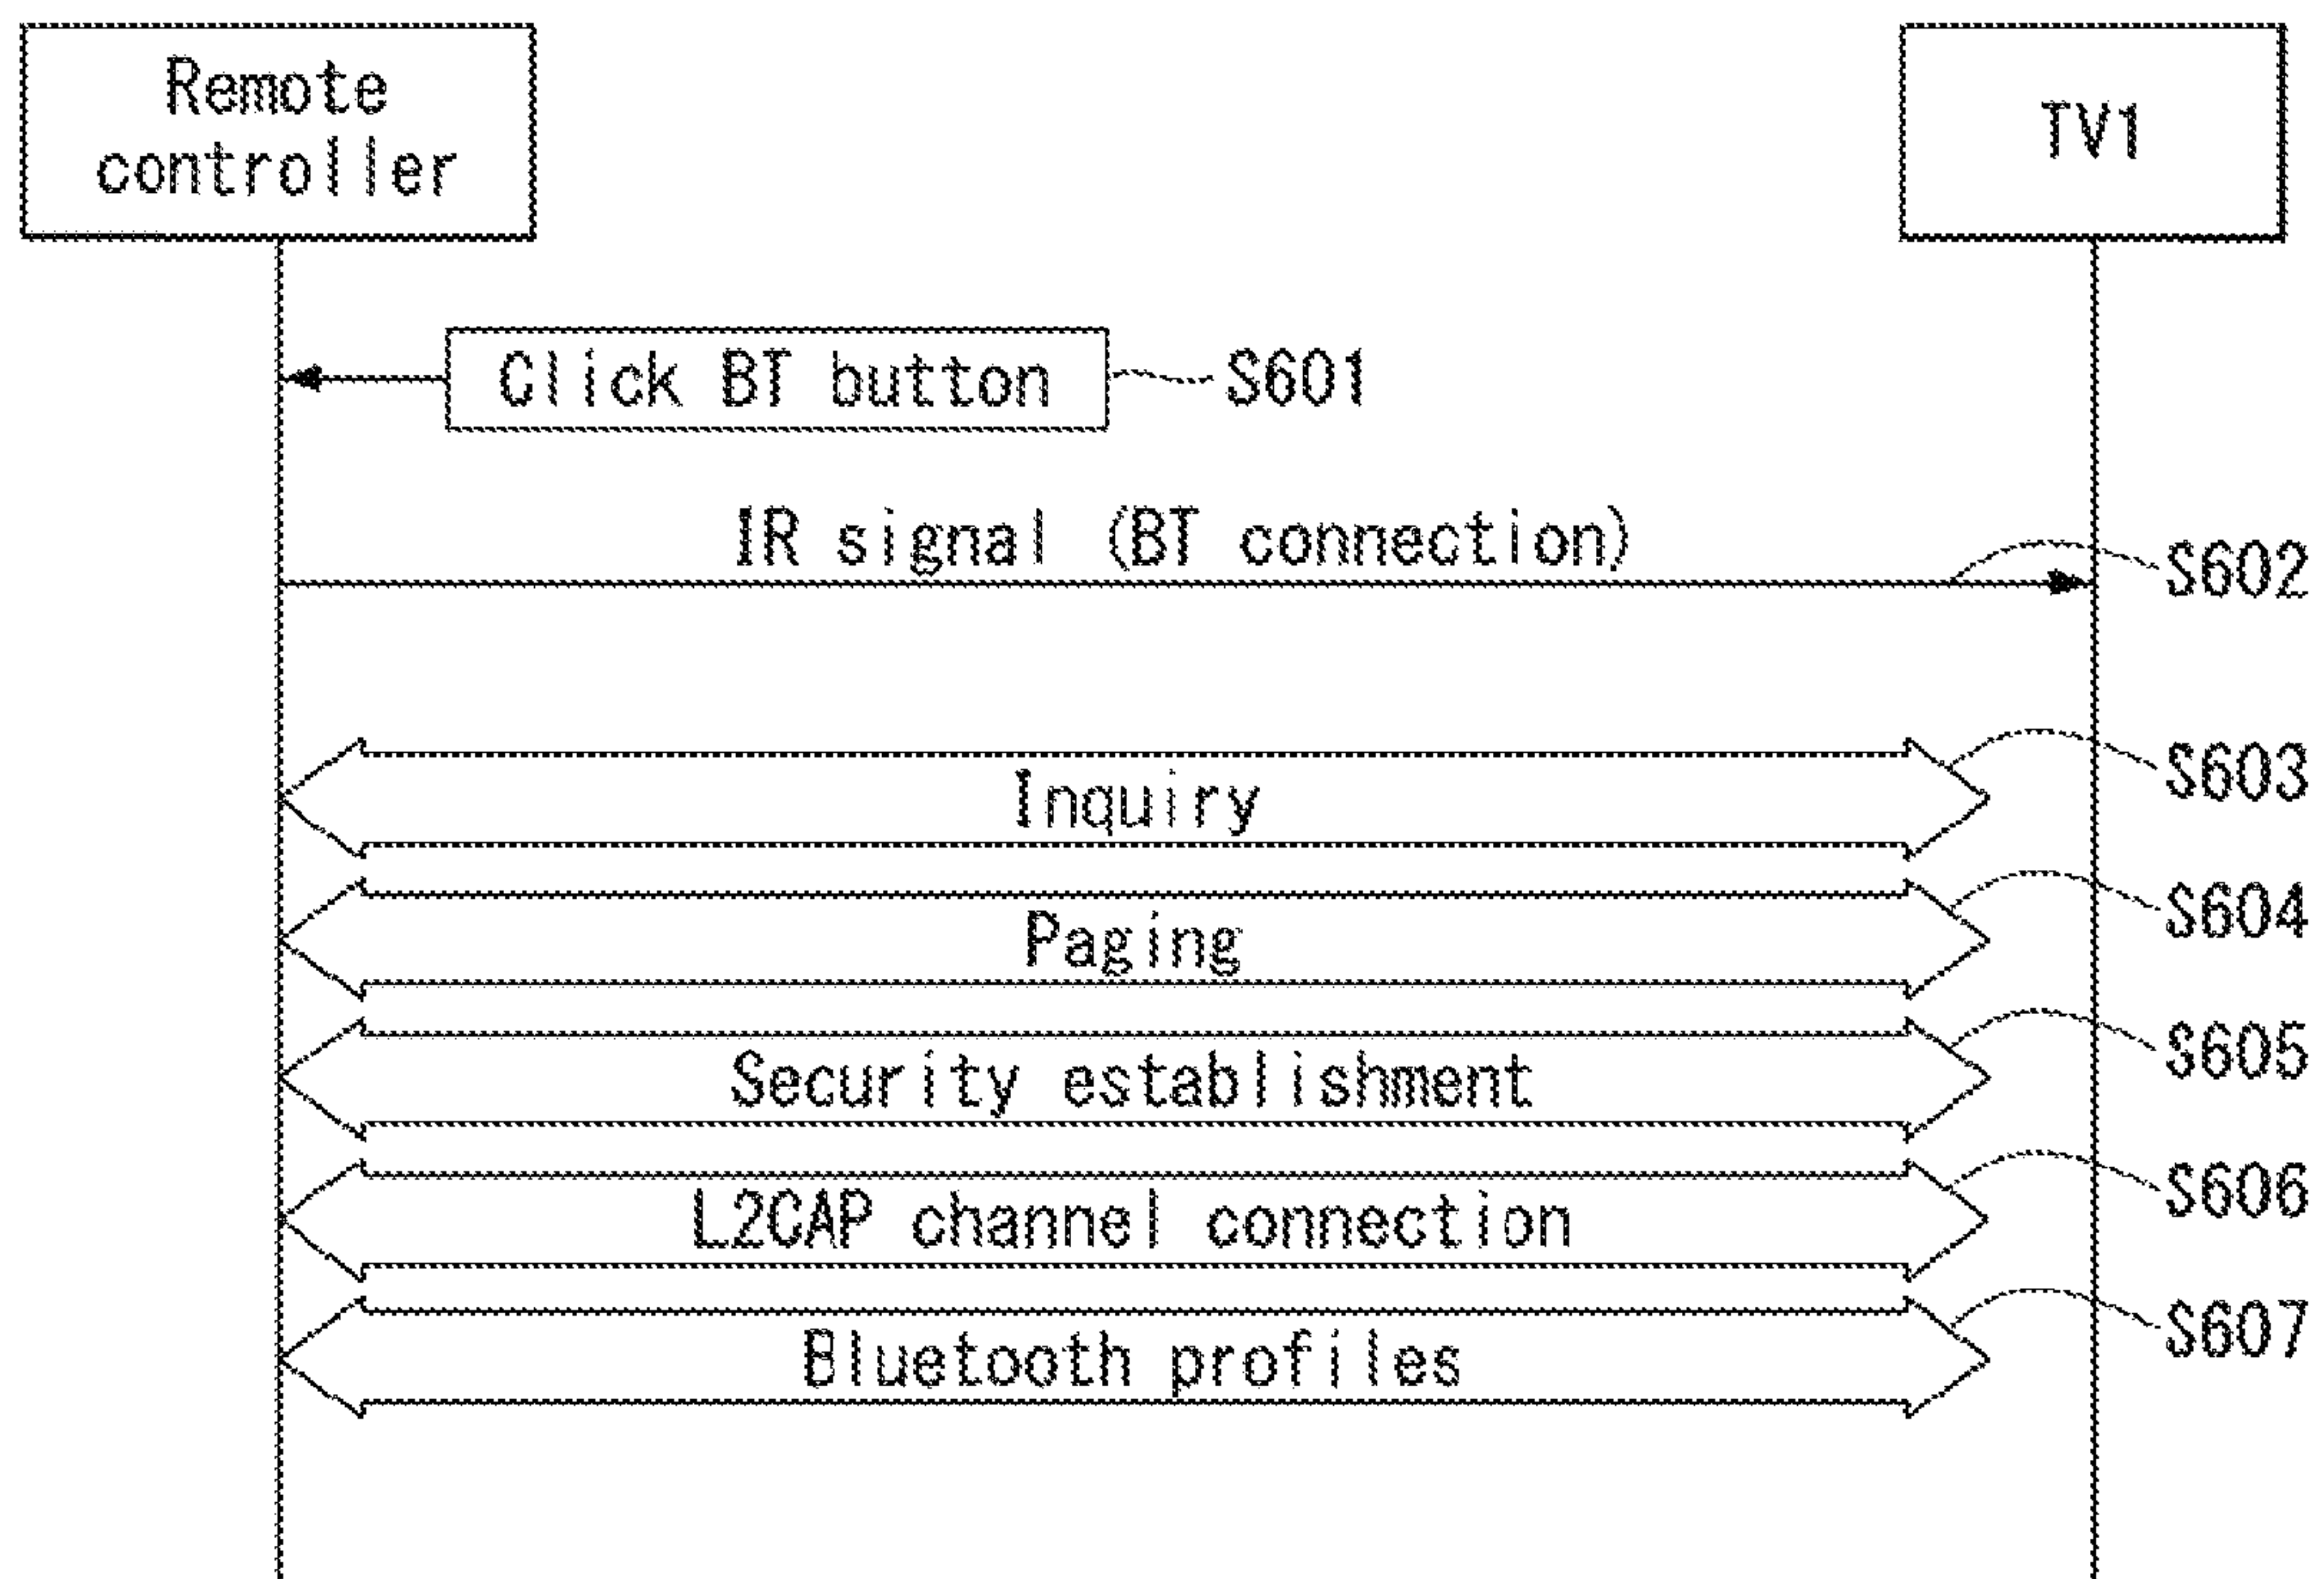 Remote
controller
TV1
Click BT button
S601
IR signal (BT connection)
S602
Inquiry
S603
Paging
S604
Security establishment
S605
L2CAP channel connection
S606
Bluetooth profiles
S607